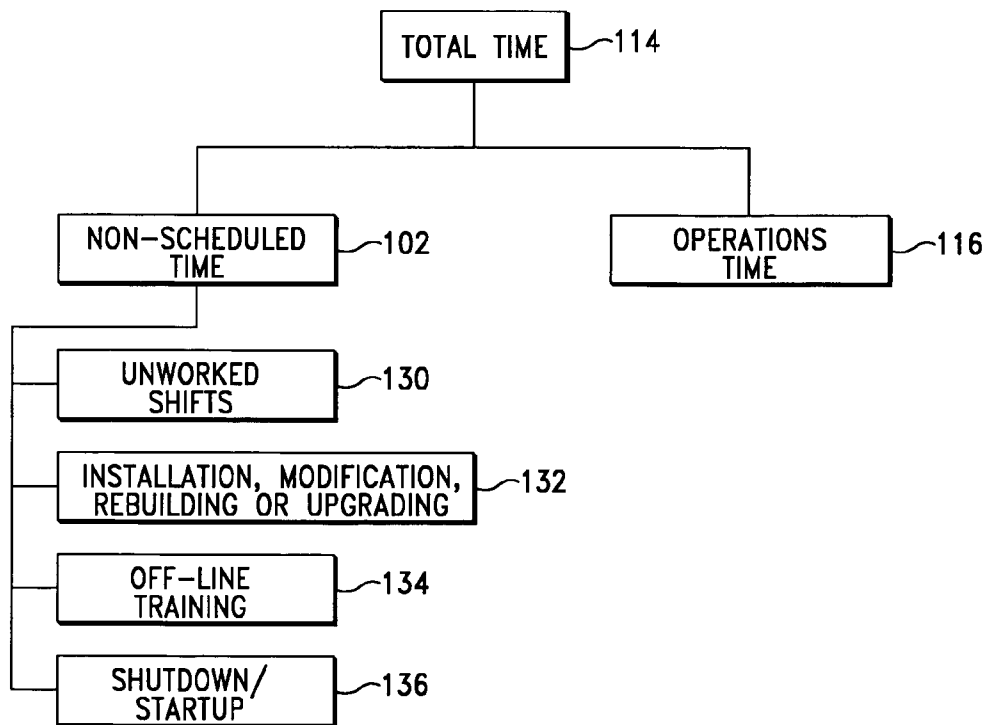 TOTAL TIME 114
NON-SCHEDULED
TIME
102
OPERATIONS
TIME
116
UNWORKED
SHIFTS
130
INSTALLATION, MODIFICATION,
REBUILDING OR UPGRADING
132
OFF-LINE
TRAINING
134
SHUTDOWN/
STARTUP
136